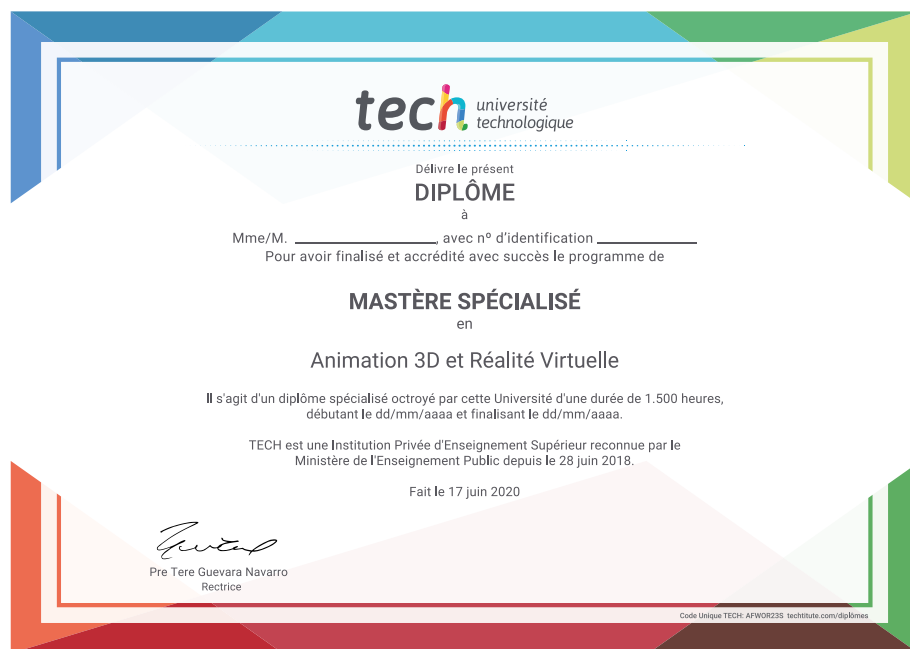 tech université
technologique
Délivre le présent
DIPLÔME
à
Mme/M. ________________, avec nº d'identification ____________
Pour avoir finalisé et accrédité avec succès le programme de
MASTÈRE SPÉCIALISÉ
en
Animation 3D et Réalité Virtuelle
Il s'agit d'un diplôme spécialisé octroyé par cette Université d'une durée de 1.500 heures,
débutant le dd/mm/aaaa et finalisant le dd/mm/aaaa.
TECH est une Institution Privée d'Enseignement Supérieur reconnue par le
Ministère de l'Enseignement Public depuis le 28 juin 2018.
Fait le 17 juin 2020
Pre Tere Guevara Navarro
Rectrice
Code Unique TECH: AFWOR23S techtitute.com/diplômes